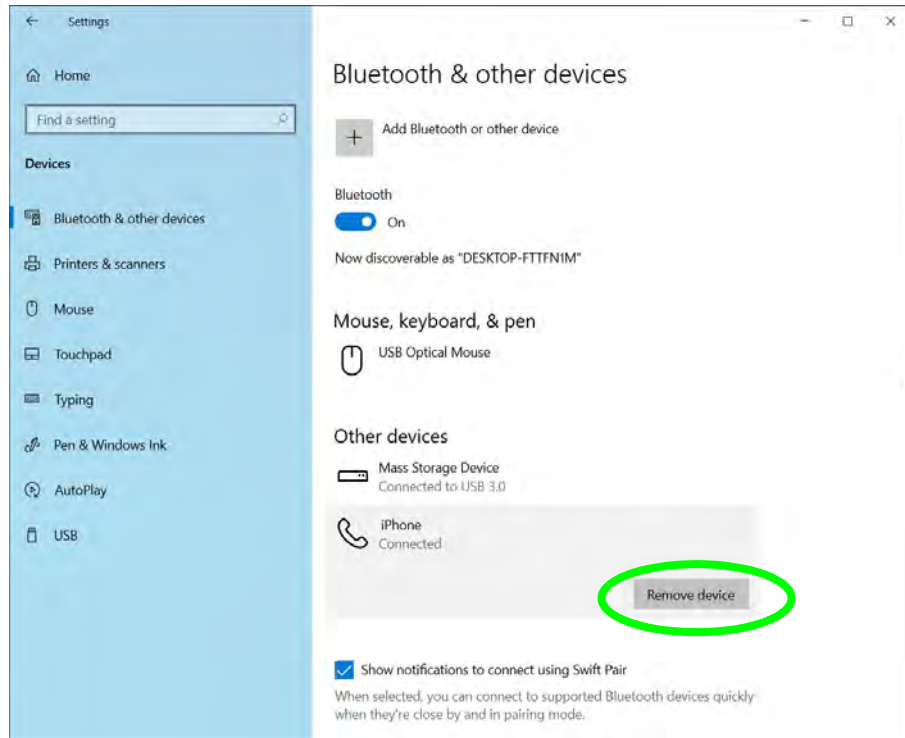 Settings
Home
Find a setting
Devices
Bluetooth & other devices
Printers & scanners
Mouse
Touchpad
Typing
Pen & Windows Ink
AutoPlay
USB
Bluetooth & other devices
Add Bluetooth or other device
Bluetooth
On
Now discoverable as "DESKTOP-FTTFN1M"
Mouse, keyboard, & pen
USB Optical Mouse
Other devices
Mass Storage Device
Connected to USB 3.0
iPhone
Connected
Remove device
Show notifications to connect using Swift Pair
When selected, you can connect to supported Bluetooth devices quickly
when they're close by and in pairing mode.